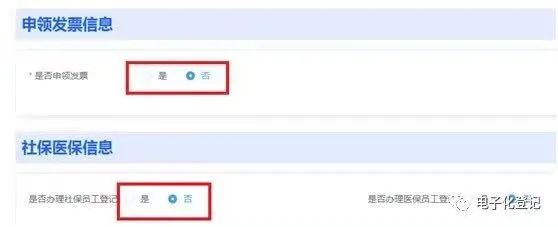 申领发票信息
* 是否申领发票 是 否
社保医保信息
是否办理社保员工登记 是 否 是否办理医保员工登记
电子化登记